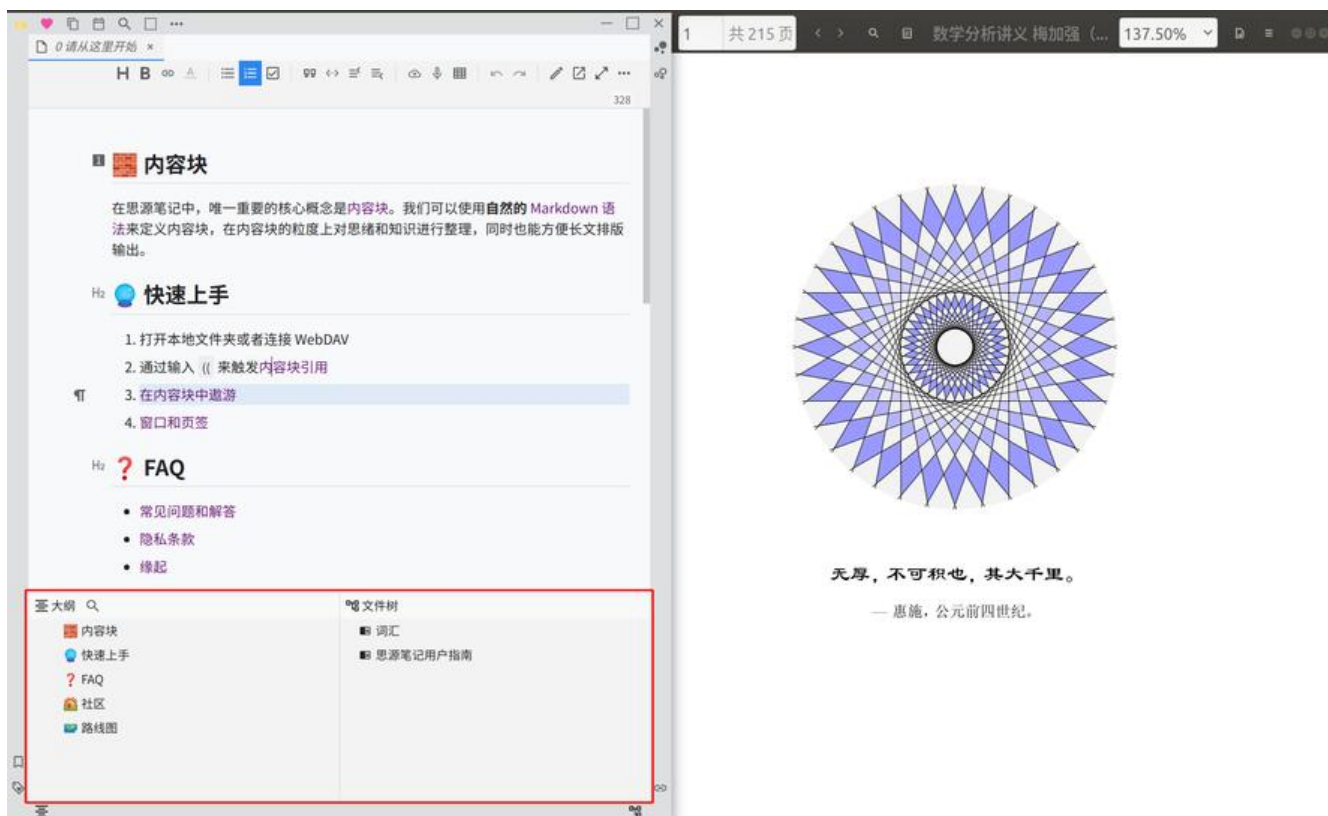 0 请从这里开始 ×
H B A
328
1 内容块
在思源笔记中，唯一重要的核心概念是内容块。我们可以使用自然的 Markdown 语
法来定义内容块，在内容块的粒度上对思绪和知识进行整理，同时也能方便长文排版
输出。
H2 快速上手
1. 打开本地文件夹或者连接 WebDAV
2. 通过输入 (( 来触发内容块引用
3. 在内容块中遨游
4. 窗口和页签
H2 ❓ FAQ
• 常见问题和解答
• 隐私条款
• 缘起
大纲
内容块
快速上手
FAQ
社区
路线图
文件树
词汇
思源笔记用户指南
1 共 215 页 数学分析讲义 梅加强（... 137.50%
无厚，不可积也，其大千里。
— 惠施，公元前四世纪。